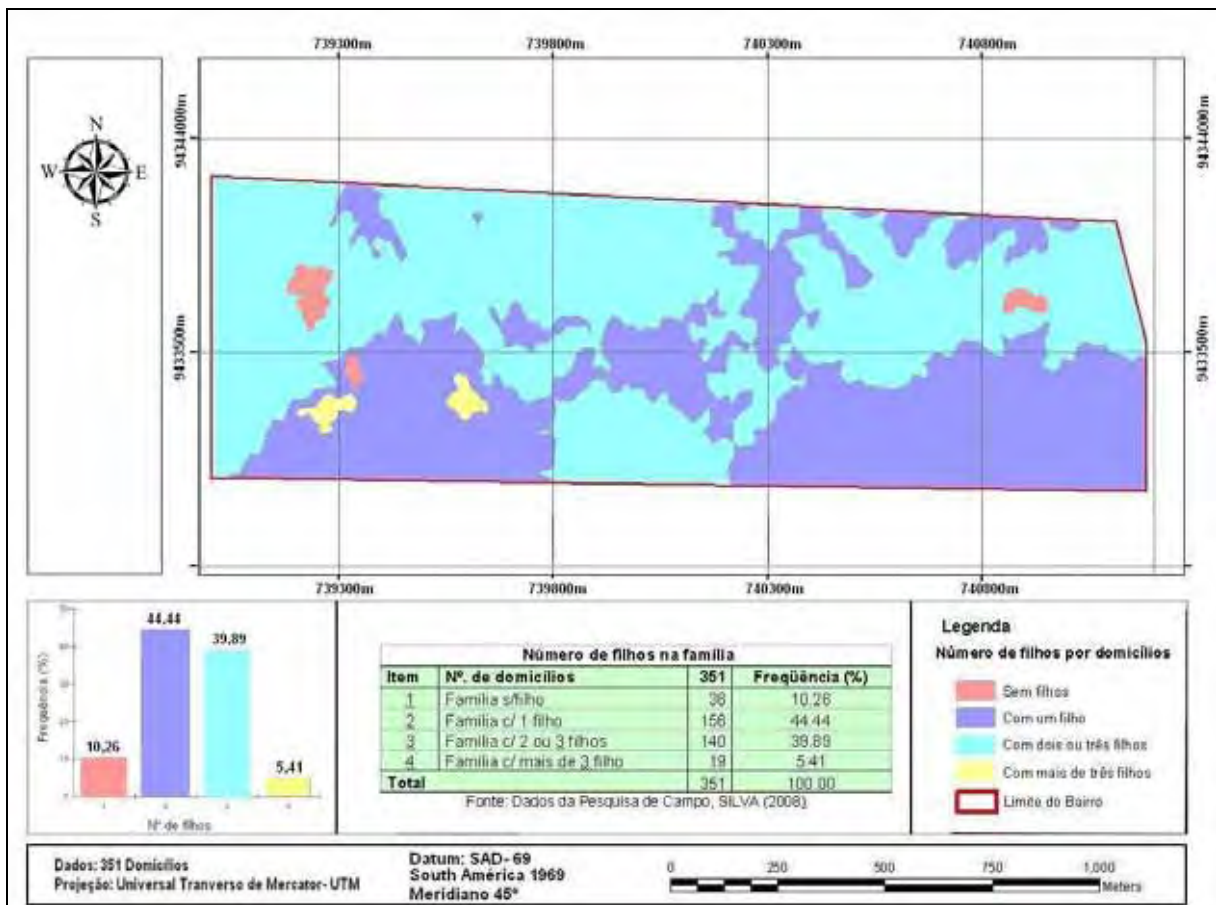 739300m 739800m 740300m 740800m
9434400m 9434400m
N
W E
S
9433500m 9433500m
739300m 739800m 740300m 740800m
Freqüência (%)
10,26 44,44 39,89 5,41
Nº de filhos
Número de filhos na família
Item Nº. de domicílios 351 Freqüência (%)
1 Família s/filho 36 10.26
2 Família c/ 1 filho 156 44.44
3 Família c/ 2 ou 3 filhos 140 39.89
4 Família c/ mais de 3 filho 19 5.41
Total 351 100.00
Fonte: Dados da Pesquisa de Campo, SILVA (2008)
Legenda
Número de filhos por domicílios
Sem filhos
Com um filho
Com dois ou três filhos
Com mais de três filhos
Limite do Bairro
Dados: 351 Domicílios
Projeção: Universal Tranverso de Mercator- UTM
Datum: SAD-69
South América 1969
Meridiano 45º
0 250 500 750 1,000
Meters